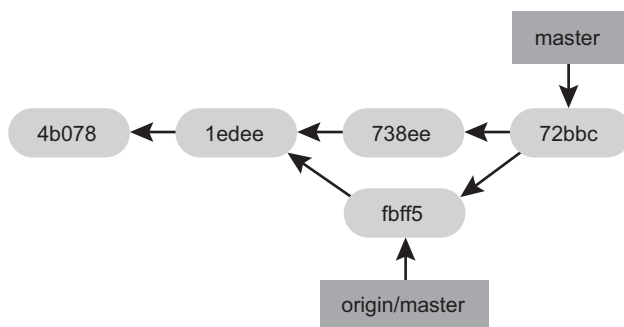 master
4b078
1edee
738ee
72bbc
fbff5
origin/master